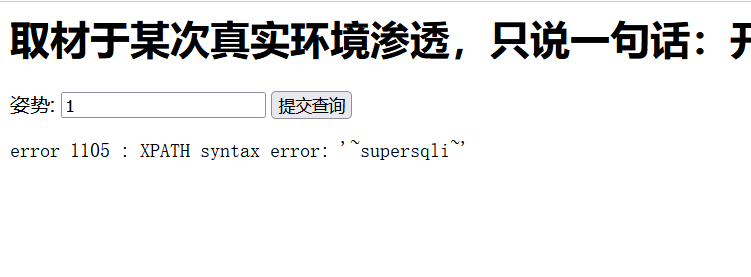 取材于某次真实环境渗透，只说一句话：开
姿势: 1 提交查询
error 1105 : XPATH syntax error: '~supersqli~'